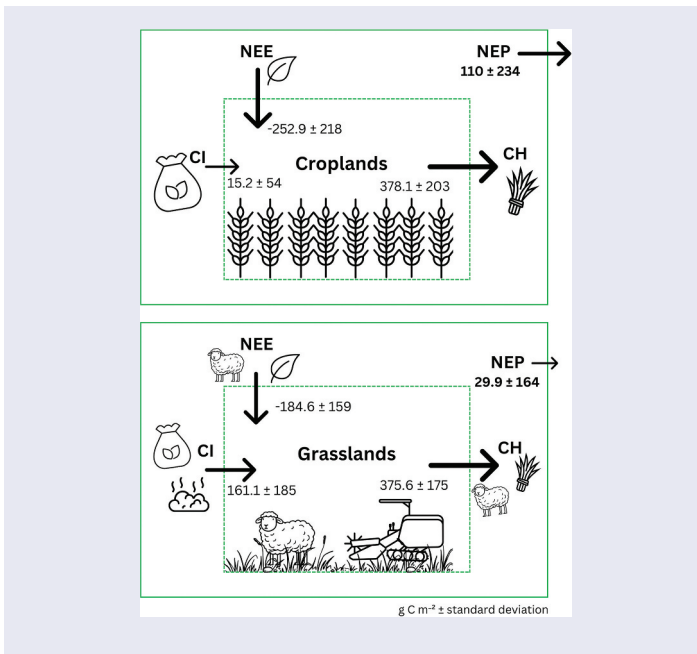 NEE
NEP
110 ± 234
-252.9 ± 218
CI
Croplands
CH
15.2 ± 54
378.1 ± 203
NEE
NEP
29.9 ± 164
-184.6 ± 159
CI
Grasslands
CH
161.1 ± 185
375.6 ± 175
g C m⁻² ± standard deviation